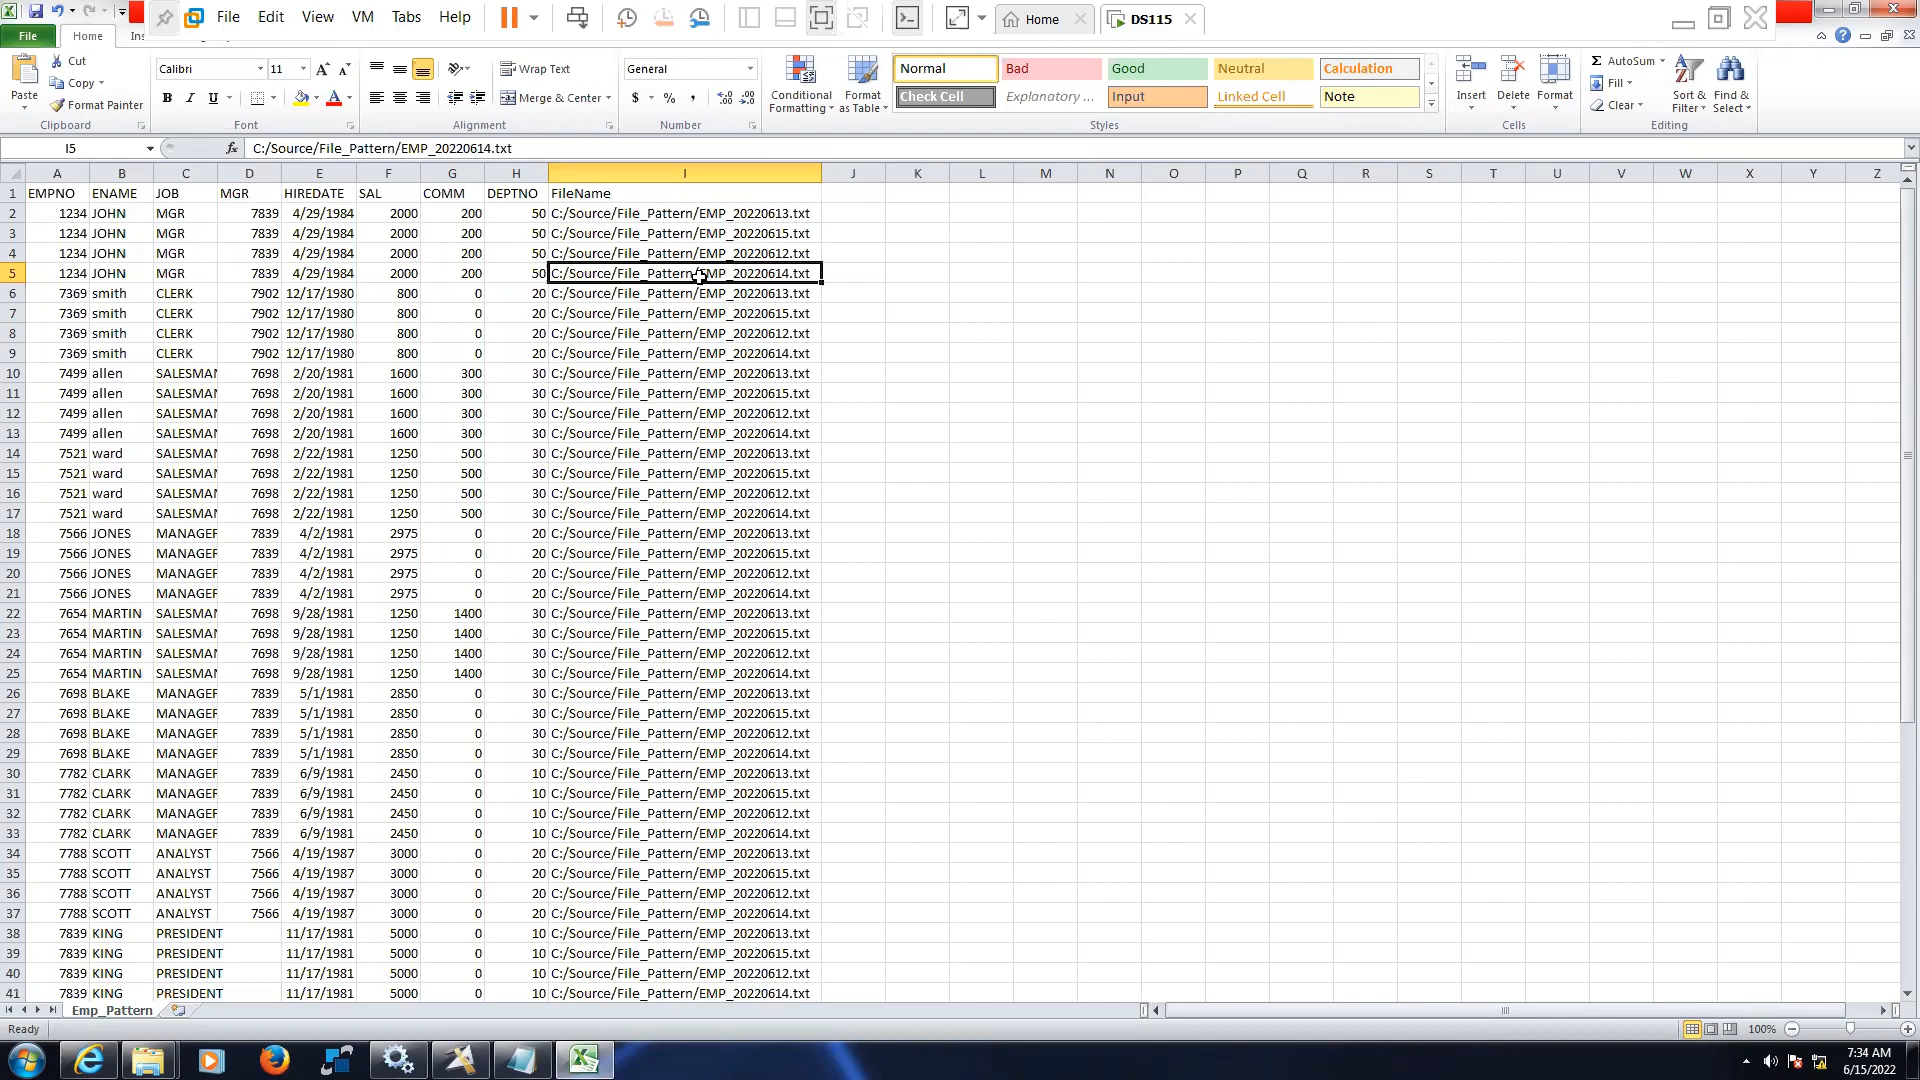 File Edit View VM Tabs Help Home DS115
File Home Ins
Cut
Copy
Format Painter
Paste
Clipboard
Calibri 11
B I U
Font
Wrap Text
Merge & Center
Alignment
General
$ % ,
Number
Conditional Formatting
Format as Table
Normal Bad Good Neutral Calculation
Check Cell Explanatory ... Input Linked Cell Note
Styles
Insert Delete Format
Cells
Σ AutoSum
Fill
Clear
Sort & Filter
Find & Select
Editing
I5 fx C:/Source/File_Pattern/EMP_20220614.txt
A B C D E F G H I J K L M N O P Q R S T U V W X Y Z
1 EMPNO ENAME JOB MGR HIREDATE SAL COMM DEPTNO FileName
2 1234 JOHN MGR 7839 4/29/1984 2000 200 50 C:/Source/File_Pattern/EMP_20220613.txt
3 1234 JOHN MGR 7839 4/29/1984 2000 200 50 C:/Source/File_Pattern/EMP_20220615.txt
4 1234 JOHN MGR 7839 4/29/1984 2000 200 50 C:/Source/File_Pattern/EMP_20220612.txt
5 1234 JOHN MGR 7839 4/29/1984 2000 200 50 C:/Source/File_Pattern/EMP_20220614.txt
6 7369 smith CLERK 7902 12/17/1980 800 0 20 C:/Source/File_Pattern/EMP_20220613.txt
7 7369 smith CLERK 7902 12/17/1980 800 0 20 C:/Source/File_Pattern/EMP_20220615.txt
8 7369 smith CLERK 7902 12/17/1980 800 0 20 C:/Source/File_Pattern/EMP_20220612.txt
9 7369 smith CLERK 7902 12/17/1980 800 0 20 C:/Source/File_Pattern/EMP_20220614.txt
10 7499 allen SALESMAN 7698 2/20/1981 1600 300 30 C:/Source/File_Pattern/EMP_20220613.txt
11 7499 allen SALESMAN 7698 2/20/1981 1600 300 30 C:/Source/File_Pattern/EMP_20220615.txt
12 7499 allen SALESMAN 7698 2/20/1981 1600 300 30 C:/Source/File_Pattern/EMP_20220612.txt
13 7499 allen SALESMAN 7698 2/20/1981 1600 300 30 C:/Source/File_Pattern/EMP_20220614.txt
14 7521 ward SALESMAN 7698 2/22/1981 1250 500 30 C:/Source/File_Pattern/EMP_20220613.txt
15 7521 ward SALESMAN 7698 2/22/1981 1250 500 30 C:/Source/File_Pattern/EMP_20220615.txt
16 7521 ward SALESMAN 7698 2/22/1981 1250 500 30 C:/Source/File_Pattern/EMP_20220612.txt
17 7521 ward SALESMAN 7698 2/22/1981 1250 500 30 C:/Source/File_Pattern/EMP_20220614.txt
18 7566 JONES MANAGER 7839 4/2/1981 2975 0 20 C:/Source/File_Pattern/EMP_20220613.txt
19 7566 JONES MANAGER 7839 4/2/1981 2975 0 20 C:/Source/File_Pattern/EMP_20220615.txt
20 7566 JONES MANAGER 7839 4/2/1981 2975 0 20 C:/Source/File_Pattern/EMP_20220612.txt
21 7566 JONES MANAGER 7839 4/2/1981 2975 0 20 C:/Source/File_Pattern/EMP_20220614.txt
22 7654 MARTIN SALESMAN 7698 9/28/1981 1250 1400 30 C:/Source/File_Pattern/EMP_20220613.txt
23 7654 MARTIN SALESMAN 7698 9/28/1981 1250 1400 30 C:/Source/File_Pattern/EMP_20220615.txt
24 7654 MARTIN SALESMAN 7698 9/28/1981 1250 1400 30 C:/Source/File_Pattern/EMP_20220612.txt
25 7654 MARTIN SALESMAN 7698 9/28/1981 1250 1400 30 C:/Source/File_Pattern/EMP_20220614.txt
26 7698 BLAKE MANAGER 7839 5/1/1981 2850 0 30 C:/Source/File_Pattern/EMP_20220613.txt
27 7698 BLAKE MANAGER 7839 5/1/1981 2850 0 30 C:/Source/File_Pattern/EMP_20220615.txt
28 7698 BLAKE MANAGER 7839 5/1/1981 2850 0 30 C:/Source/File_Pattern/EMP_20220612.txt
29 7698 BLAKE MANAGER 7839 5/1/1981 2850 0 30 C:/Source/File_Pattern/EMP_20220614.txt
30 7782 CLARK MANAGER 7839 6/9/1981 2450 0 10 C:/Source/File_Pattern/EMP_20220613.txt
31 7782 CLARK MANAGER 7839 6/9/1981 2450 0 10 C:/Source/File_Pattern/EMP_20220615.txt
32 7782 CLARK MANAGER 7839 6/9/1981 2450 0 10 C:/Source/File_Pattern/EMP_20220612.txt
33 7782 CLARK MANAGER 7839 6/9/1981 2450 0 10 C:/Source/File_Pattern/EMP_20220614.txt
34 7788 SCOTT ANALYST 7566 4/19/1987 3000 0 20 C:/Source/File_Pattern/EMP_20220613.txt
35 7788 SCOTT ANALYST 7566 4/19/1987 3000 0 20 C:/Source/File_Pattern/EMP_20220615.txt
36 7788 SCOTT ANALYST 7566 4/19/1987 3000 0 20 C:/Source/File_Pattern/EMP_20220612.txt
37 7788 SCOTT ANALYST 7566 4/19/1987 3000 0 20 C:/Source/File_Pattern/EMP_20220614.txt
38 7839 KING PRESIDENT 11/17/1981 5000 0 10 C:/Source/File_Pattern/EMP_20220613.txt
39 7839 KING PRESIDENT 11/17/1981 5000 0 10 C:/Source/File_Pattern/EMP_20220615.txt
40 7839 KING PRESIDENT 11/17/1981 5000 0 10 C:/Source/File_Pattern/EMP_20220612.txt
41 7839 KING PRESIDENT 11/17/1981 5000 0 10 C:/Source/File_Pattern/EMP_20220614.txt
Emp_Pattern
Ready 100%
7:34 AM
6/15/2022